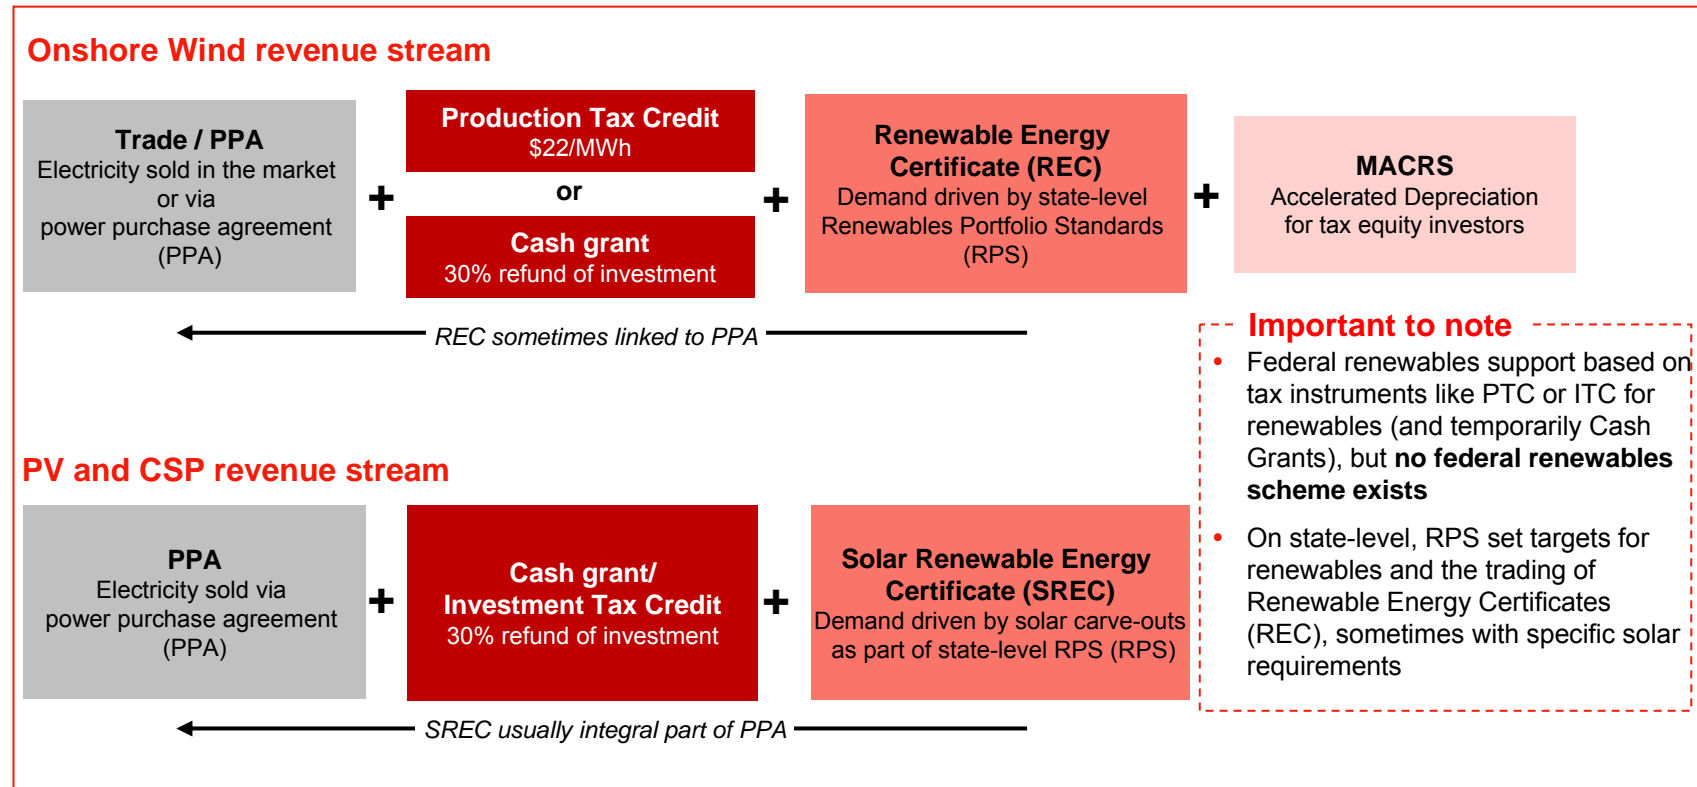 Onshore Wind revenue stream
Trade / PPA
Electricity sold in the market
or via
power purchase agreement
(PPA)
+
Production Tax Credit
$22/MWh
or
Cash grant
30% refund of investment
+
Renewable Energy
Certificate (REC)
Demand driven by state-level
Renewables Portfolio Standards
(RPS)
+
MACRS
Accelerated Depreciation
for tax equity investors
REC sometimes linked to PPA
PV and CSP revenue stream
PPA
Electricity sold via
power purchase agreement
(PPA)
+
Cash grant/
Investment Tax Credit
30% refund of investment
+
Solar Renewable Energy
Certificate (SREC)
Demand driven by solar carve-outs
as part of state-level RPS (RPS)
SREC usually integral part of PPA
Important to note
• Federal renewables support based on
tax instruments like PTC or ITC for
renewables (and temporarily Cash
Grants), but no federal renewables
scheme exists
• On state-level, RPS set targets for
renewables and the trading of
Renewable Energy Certificates
(REC), sometimes with specific solar
requirements